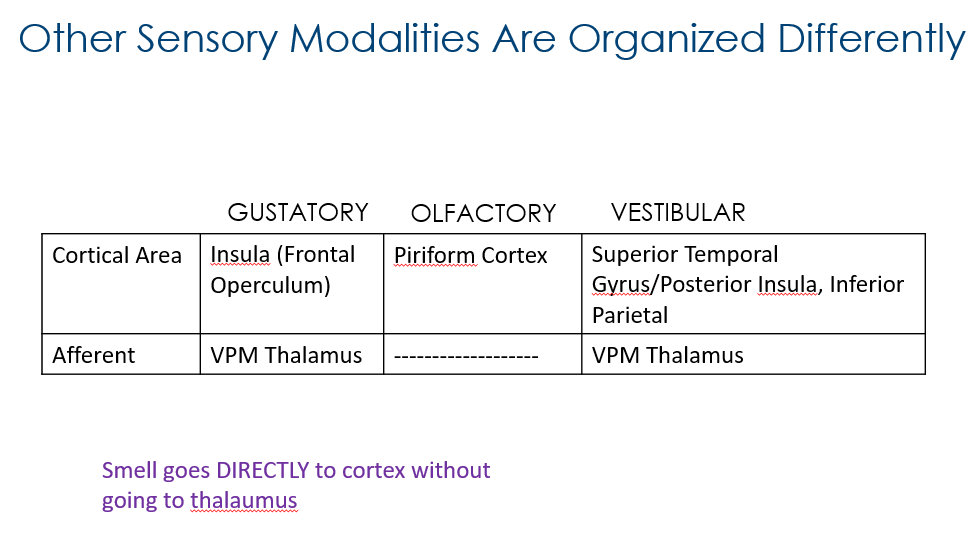 Other Sensory Modalities Are Organized Differently
GUSTATORY OLFACTORY VESTIBULAR
Cortical Area
Insula (Frontal
Operculum)
Piriform Cortex
Superior Temporal
Gyrus/Posterior Insula, Inferior
Parietal
Afferent
VPM Thalamus
-------------------
VPM Thalamus
Smell goes DIRECTLY to cortex without
going to thalaumus